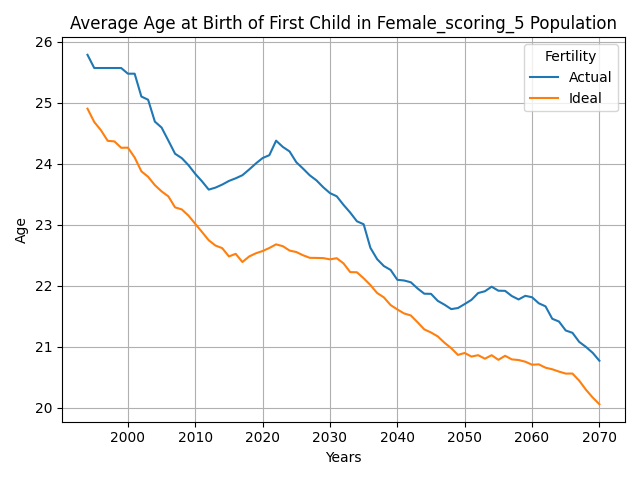 Average Age at Birth of First Child in Female_scoring_5 Population
26
25
24
23
22
21
20
Age
Fertility
Actual
Ideal
2000 2010 2020 2030 2040 2050 2060 2070
Years